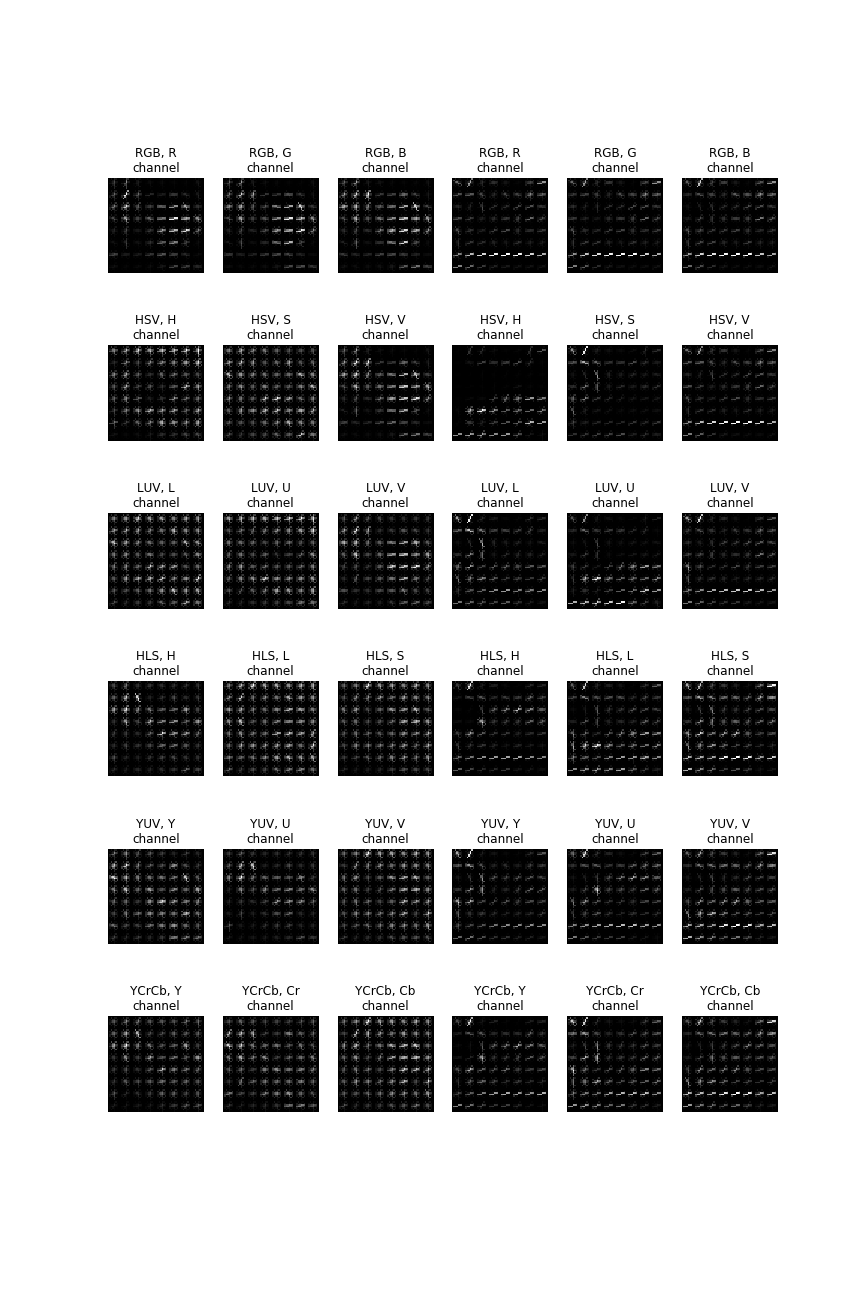 RGB, R
channel
RGB, G
channel
RGB, B
channel
RGB, R
channel
RGB, G
channel
RGB, B
channel
HSV, H
channel
HSV, S
channel
HSV, V
channel
HSV, H
channel
HSV, S
channel
HSV, V
channel
LUV, L
channel
LUV, U
channel
LUV, V
channel
LUV, L
channel
LUV, U
channel
LUV, V
channel
HLS, H
channel
HLS, L
channel
HLS, S
channel
HLS, H
channel
HLS, L
channel
HLS, S
channel
YUV, Y
channel
YUV, U
channel
YUV, V
channel
YUV, Y
channel
YUV, U
channel
YUV, V
channel
YCrCb, Y
channel
YCrCb, Cr
channel
YCrCb, Cb
channel
YCrCb, Y
channel
YCrCb, Cr
channel
YCrCb, Cb
channel